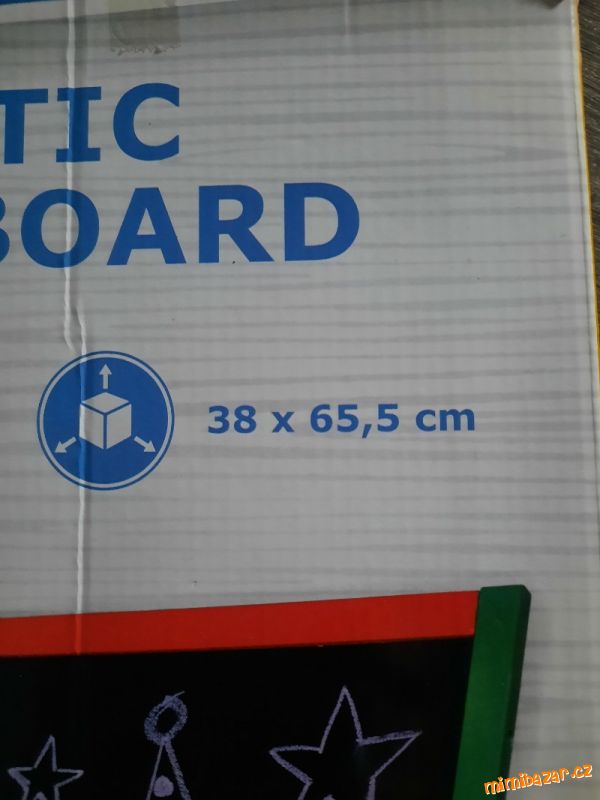 TIC
BOARD
38 x 65,5 cm
mimibazar.cz